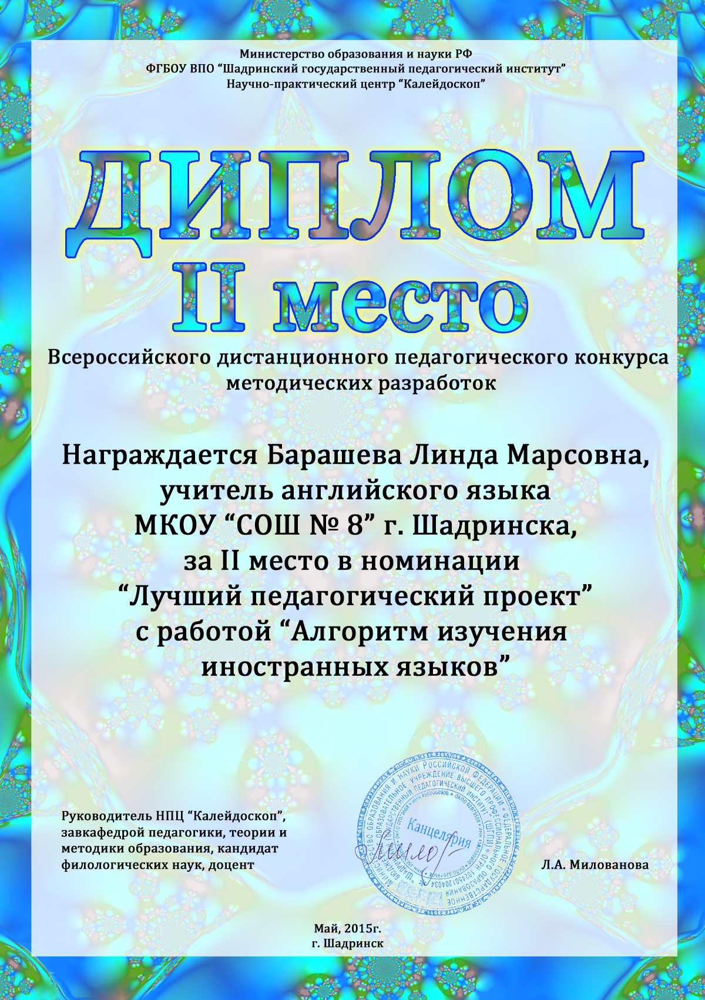 Министерство образования и науки РФ
ФГБОУ ВПО “Шадринский государственный педагогический институт”
Научно-практический центр “Калейдоскоп”
ДИПЛОМ
II место
Всероссийского дистанционного педагогического конкурса
методических разработок
Награждается Барашева Линда Марсовна,
учитель английского языка
МКОУ “СОШ № 8” г. Шадринска,
за II место в номинации
“Лучший педагогический проект”
с работой “Алгоритм изучения
иностранных языков”
Руководитель НПЦ “Калейдоскоп”,
завкафедрой педагогики, теории и
методики образования, кандидат
филологических наук, доцент
Министерство образования и науки Российской Федерации * Федеральное государственное
бюджетное образовательное учреждение высшего профессионального образования
"Шадринский государственный педагогический институт" (ШГПИ) * ОГРН 1024501204034 *
ИНН 4502000900 * ОКПО 02079508 *
Канцелярия
Л.А. Милованова
Май, 2015г.
г. Шадринск